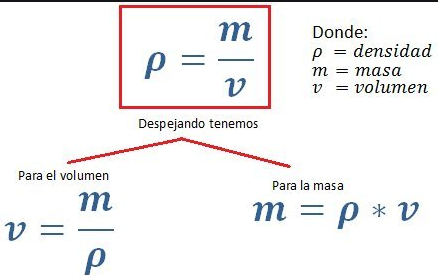 ρ = m/v
Donde:
ρ = densidad
m = masa
v = volumen
Despejando tenemos
Para el volumen
v = m/ρ
Para la masa
m = ρ * v